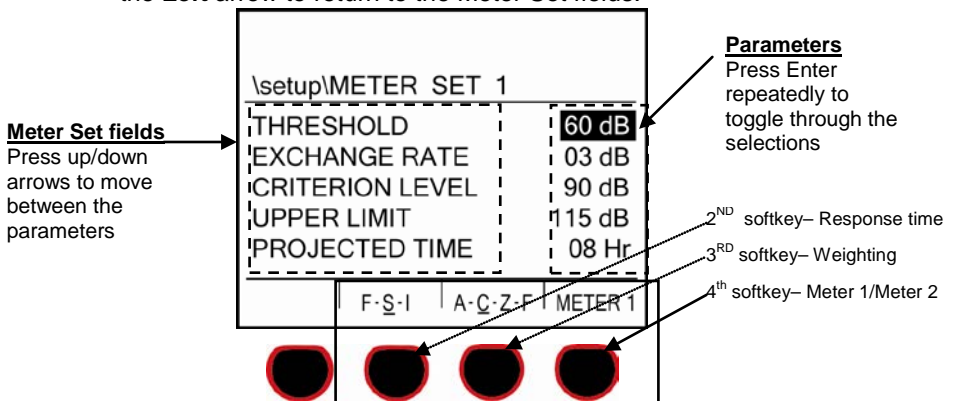 the Left arrow to return to the Meter Set fields.
\setup\METER SET 1
THRESHOLD 60 dB
EXCHANGE RATE 03 dB
CRITERION LEVEL 90 dB
UPPER LIMIT 115 dB
PROJECTED TIME 08 Hr
F-S-I A-C-Z-F METER 1
Meter Set fields
Press up/down
arrows to move
between the
parameters
Parameters
Press Enter
repeatedly to
toggle through the
selections
2ND softkey– Response time
3RD softkey– Weighting
4th softkey– Meter 1/Meter 2